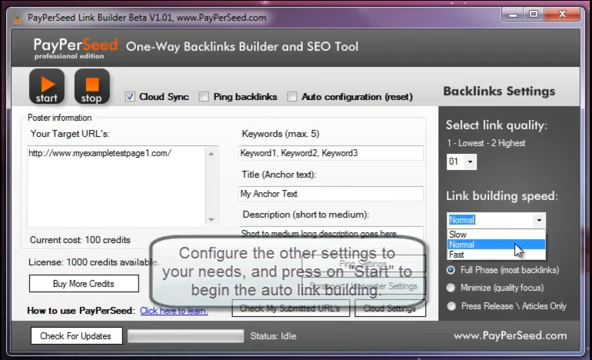 PayPerSeed Link Builder Beta V1.01, www.PayPerSeed.com
PayPerSeed
professional edition
One-Way Backlinks Builder and SEO Tool
start
stop
Cloud Sync
Ping backlinks
Auto configuration (reset)
Backlinks Settings
Poster information
Your Target URL's:
http://www.myexampletestpage1.com/
Current cost: 100 credits
License: 1000 credits available.
Buy More Credits
How to use PayPerSeed: Click here to learn.
Keywords (max. 5)
Keyword1, Keyword2, Keyword3
Title (Anchor text):
My Anchor Text
Description (short to medium):
Short to medium long description goes here.
Ping Settings
Settings
Check My Submitted URL's
Cloud Settings
Configure the other settings to
your needs, and press on "Start" to
begin the auto link building.
Select link quality:
1 - Lowest - 2 Highest
01
Link building speed:
Normal
Slow
Normal
Fast
Full Phase (most backlinks)
Minimize (quality focus)
Press Release \ Articles Only
Check For Updates
Status: Idle
www.PayPerSeed.com